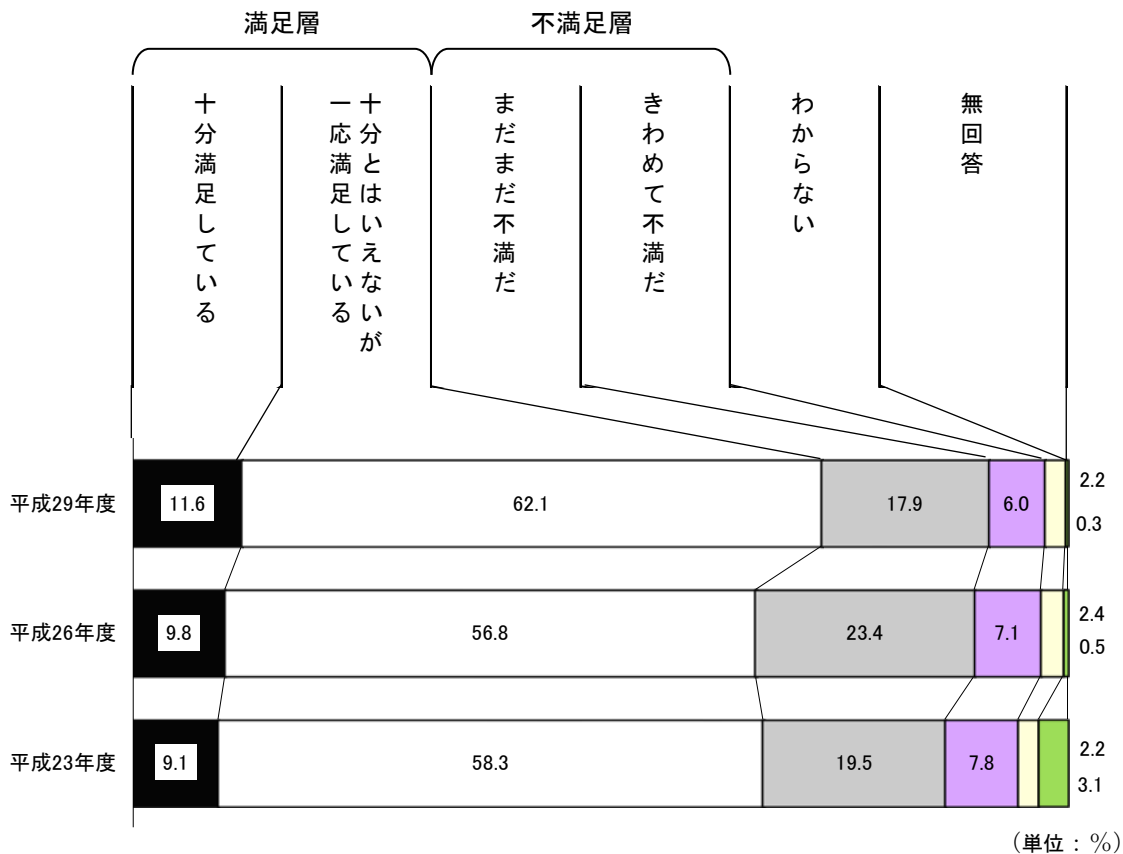 満足層 不満足層
十分満足している
十分とはいえないが
一応満足している
まだまだ不満だ
きわめて不満だ
わからない
無回答
平成29年度 11.6 62.1 17.9 6.0 2.2
0.3
平成26年度 9.8 56.8 23.4 7.1 2.4
0.5
平成23年度 9.1 58.3 19.5 7.8 2.2
3.1
（単位：％）